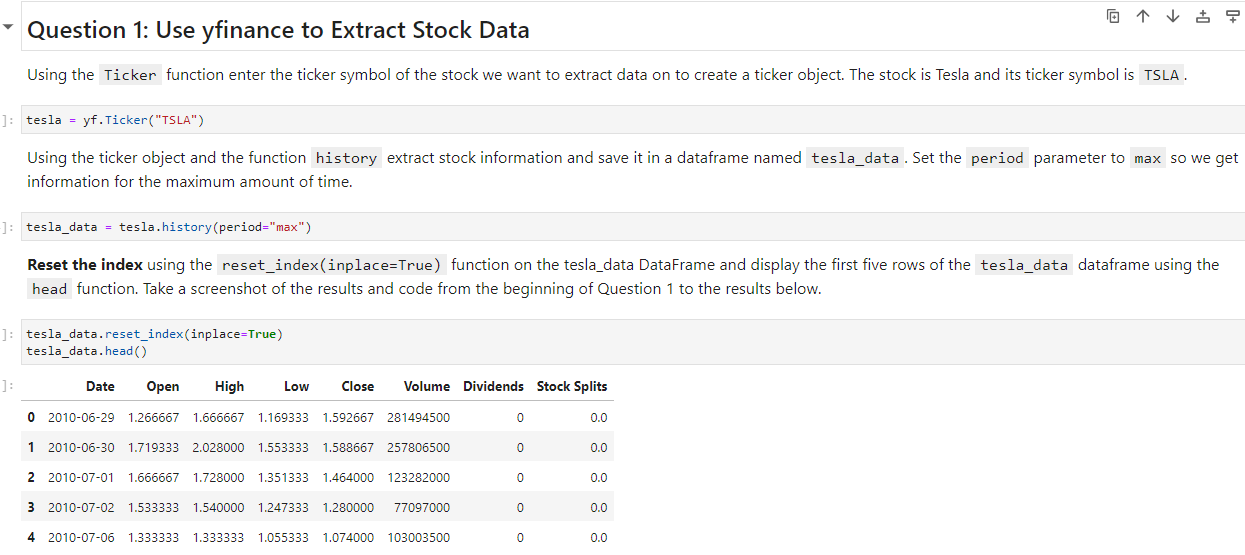 Question 1: Use yfinance to Extract Stock Data
Using the Ticker function enter the ticker symbol of the stock we want to extract data on to create a ticker object. The stock is Tesla and its ticker symbol is TSLA .
]: tesla = yf.Ticker("TSLA")
Using the ticker object and the function history extract stock information and save it in a dataframe named tesla_data . Set the period parameter to max so we get
information for the maximum amount of time.
]: tesla_data = tesla.history(period="max")
Reset the index using the reset_index(inplace=True) function on the tesla_data DataFrame and display the first five rows of the tesla_data dataframe using the
head function. Take a screenshot of the results and code from the beginning of Question 1 to the results below.
]: tesla_data.reset_index(inplace=True)
tesla_data.head()
]: Date Open High Low Close Volume Dividends Stock Splits
0 2010-06-29 1.266667 1.666667 1.169333 1.592667 281494500 0 0.0
1 2010-06-30 1.719333 2.028000 1.553333 1.588667 257806500 0 0.0
2 2010-07-01 1.666667 1.728000 1.351333 1.464000 123282000 0 0.0
3 2010-07-02 1.533333 1.540000 1.247333 1.280000 77097000 0 0.0
4 2010-07-06 1.333333 1.333333 1.055333 1.074000 103003500 0 0.0